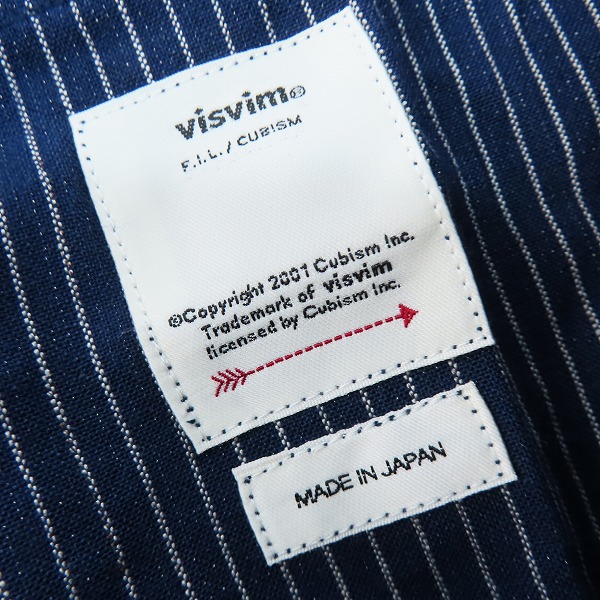 visvim®
F.I.L. / CUBISM
©Copyright 2001 Cubism Inc.
Trademark of visvim
licensed by Cubism Inc.
MADE IN JAPAN